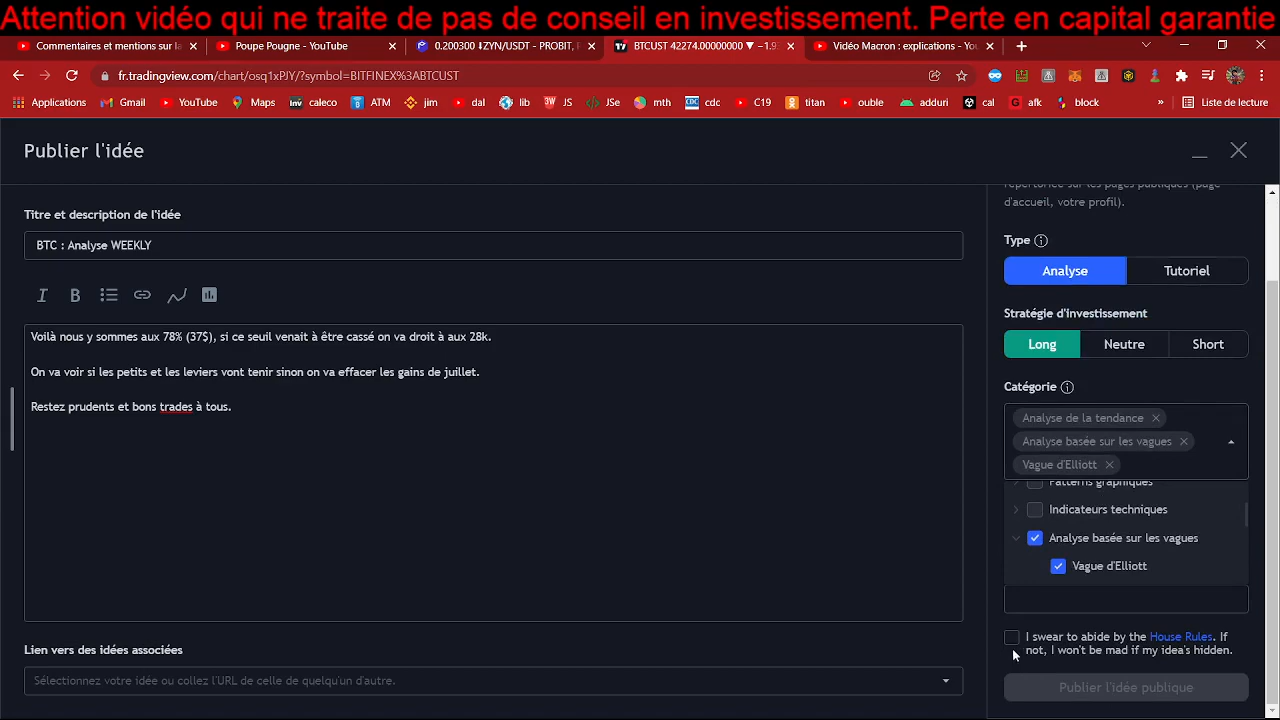 Attention vidéo qui ne traite de pas de conseil en investissement. Perte en capital garantie
Commentaires et mentions sur la
Poupe Pougne - YouTube
0.200300 ⇵ZYN/USDT - PROBIT,
BTCUST 42274.00000000 ▼ −1.9
Vidéo Macron : explications - You
fr.tradingview.com/chart/osq1xPJY/?symbol=BITFINEX%3ABTCUST
Applications
Gmail
YouTube
Maps
inv caleco
ATM
jim
dal
lib
JS
JSe
mth
cdc
C19
titan
ouble
adduri
cal
afk
block
»
Liste de lecture
Publier l'idée
répertoriée sur les pages publiques (page
d'accueil, votre profil).
Titre et description de l'idée
BTC : Analyse WEEKLY
Type
Analyse
Tutoriel
Voilà nous y sommes aux 78% (37$), si ce seuil venait à être cassé on va droit à aux 28k.
On va voir si les petits et les leviers vont tenir sinon on va effacer les gains de juillet.
Restez prudents et bons trades à tous.
Stratégie d'investissement
Long
Neutre
Short
Catégorie
Analyse de la tendance
Analyse basée sur les vagues
Vague d'Elliott
Patterns graphiques
Indicateurs techniques
Analyse basée sur les vagues
Vague d'Elliott
I swear to abide by the House Rules. If
not, I won't be mad if my idea's hidden.
Publier l'idée publique
Lien vers des idées associées
Sélectionnez votre idée ou collez l'URL de celle de quelqu'un d'autre.